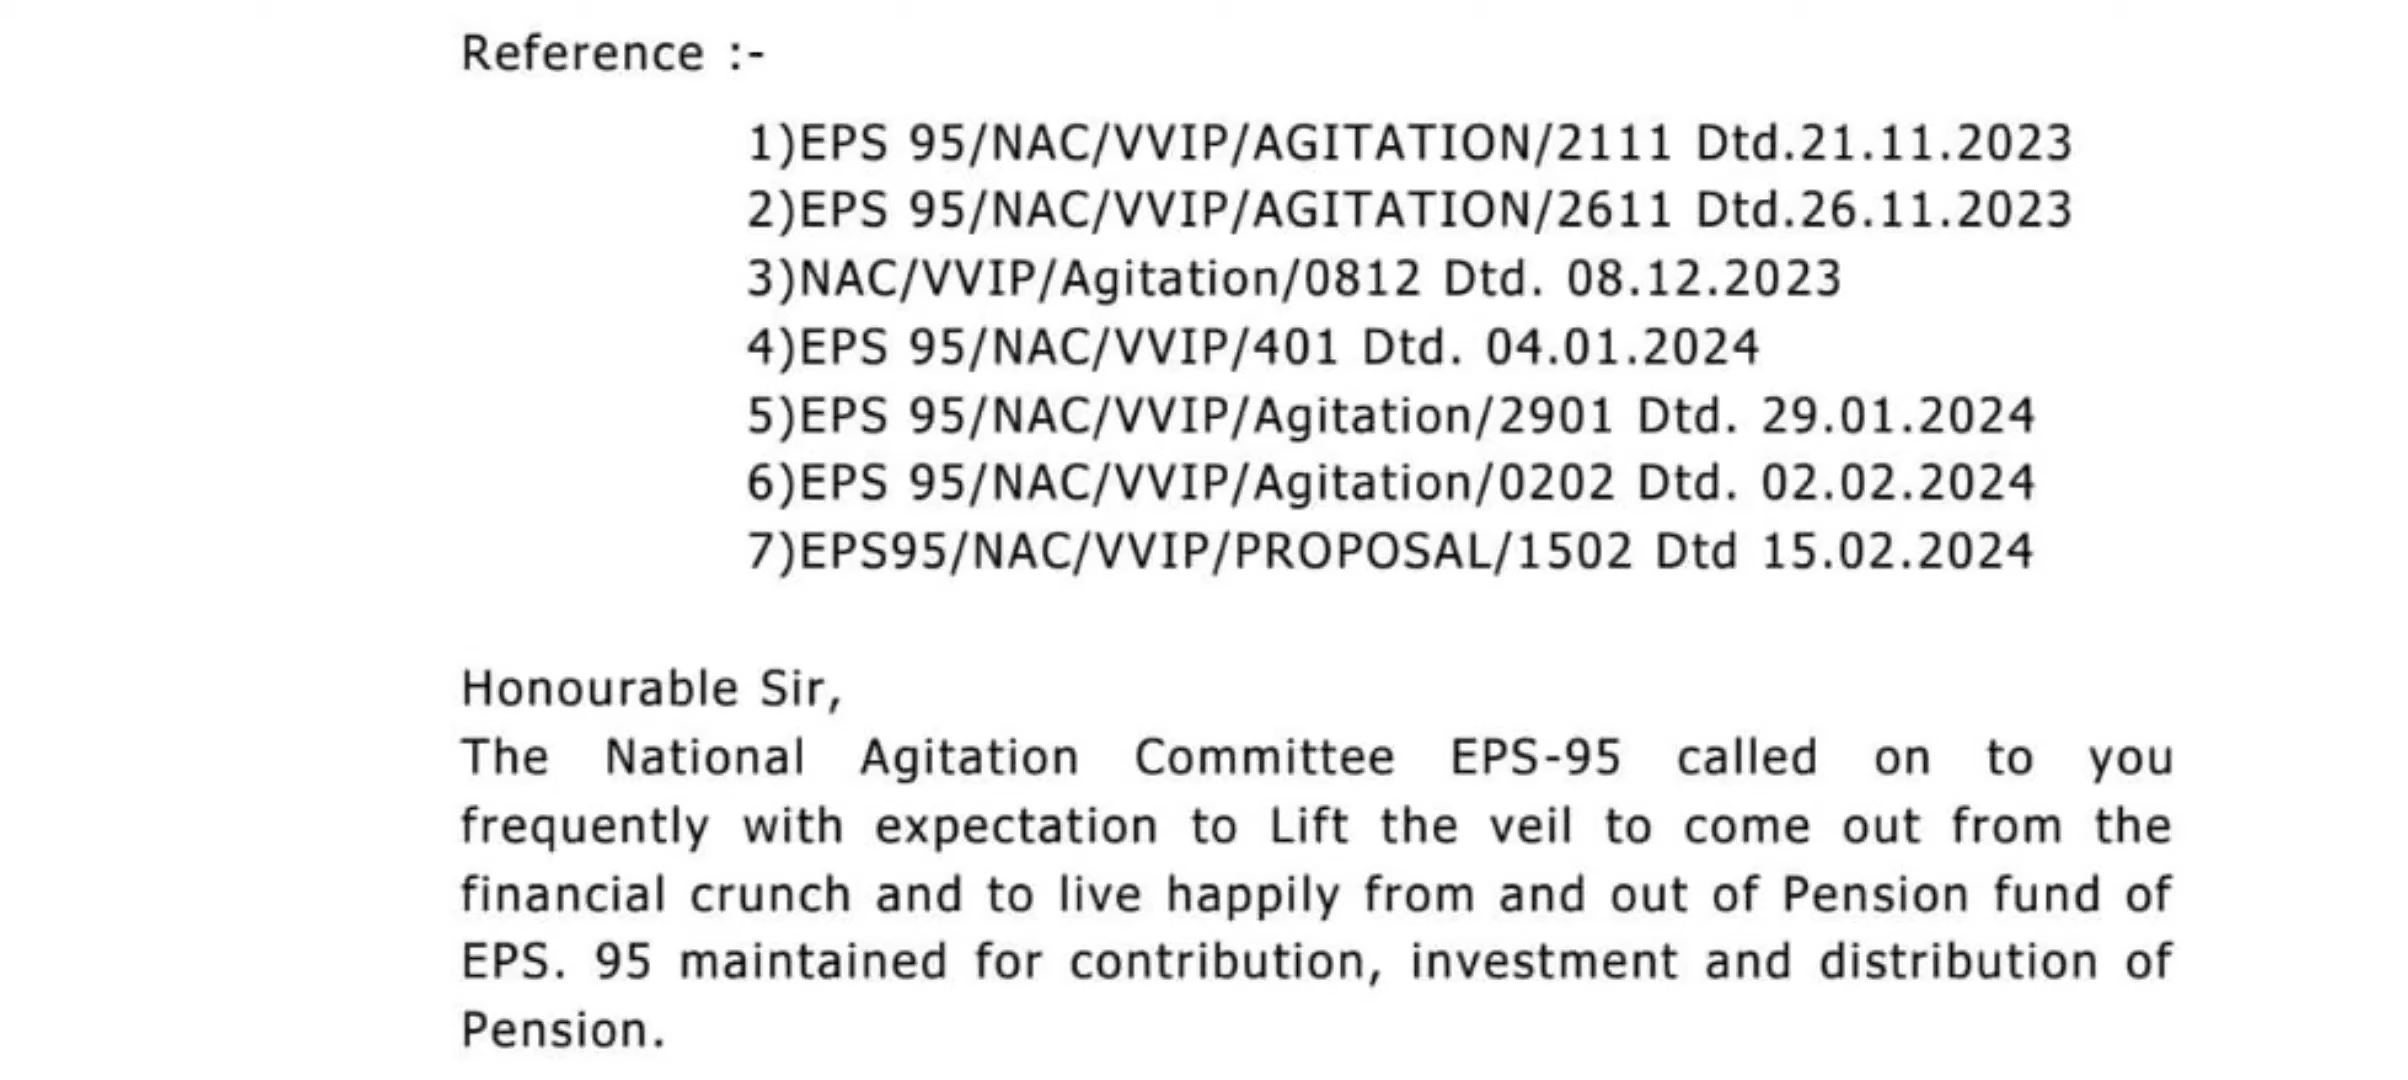 Reference :-
1)EPS 95/NAC/VVIP/AGITATION/2111 Dtd.21.11.2023
2)EPS 95/NAC/VVIP/AGITATION/2611 Dtd.26.11.2023
3)NAC/VVIP/Agitation/0812 Dtd. 08.12.2023
4)EPS 95/NAC/VVIP/401 Dtd. 04.01.2024
5)EPS 95/NAC/VVIP/Agitation/2901 Dtd. 29.01.2024
6)EPS 95/NAC/VVIP/Agitation/0202 Dtd. 02.02.2024
7)EPS95/NAC/VVIP/PROPOSAL/1502 Dtd 15.02.2024
Honourable Sir,
The National Agitation Committee EPS-95 called on to you
frequently with expectation to Lift the veil to come out from the
financial crunch and to live happily from and out of Pension fund of
EPS. 95 maintained for contribution, investment and distribution of
Pension.